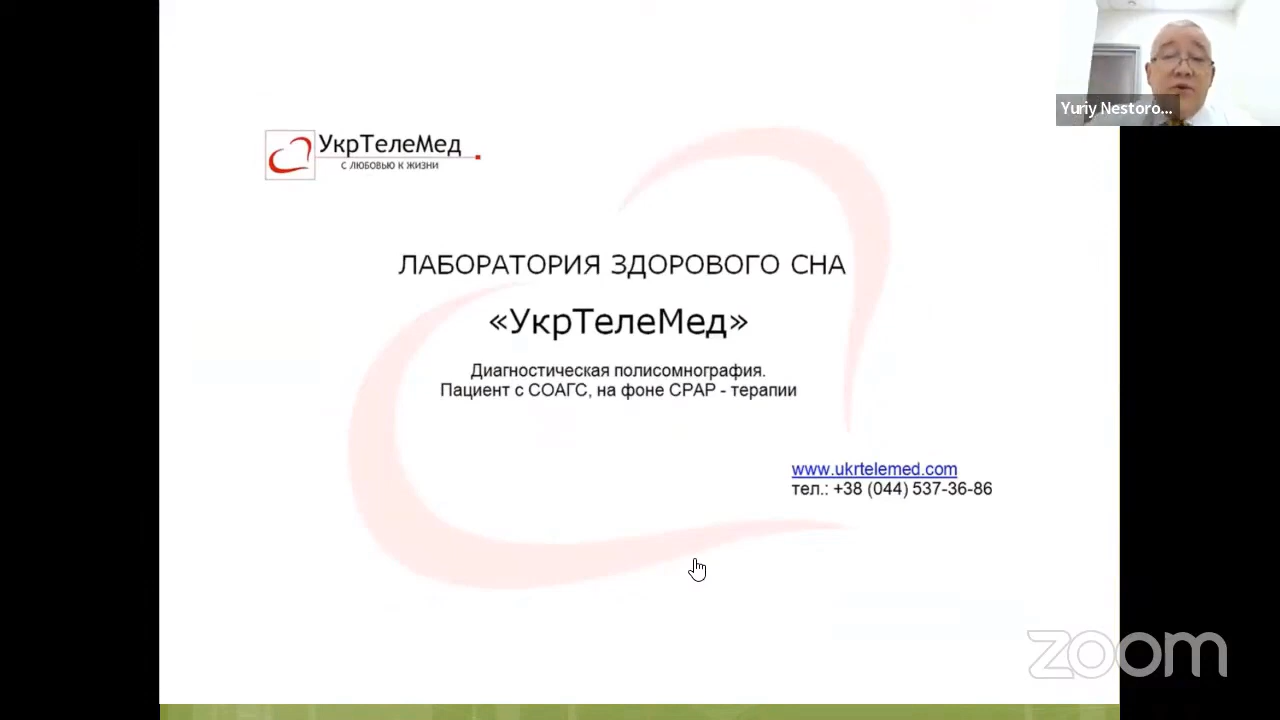 Yuriy Nestoro...
УкрТелеМед
С ЛЮБОВЬЮ К ЖИЗНИ
ЛАБОРАТОРИЯ ЗДОРОВОГО СНА
«УкрТелеМед»
Диагностическая полисомнография.
Пациент с СОАГС, на фоне СРАР - терапии
www.ukrtelemed.com
тел.: +38 (044) 537-36-86
zoom